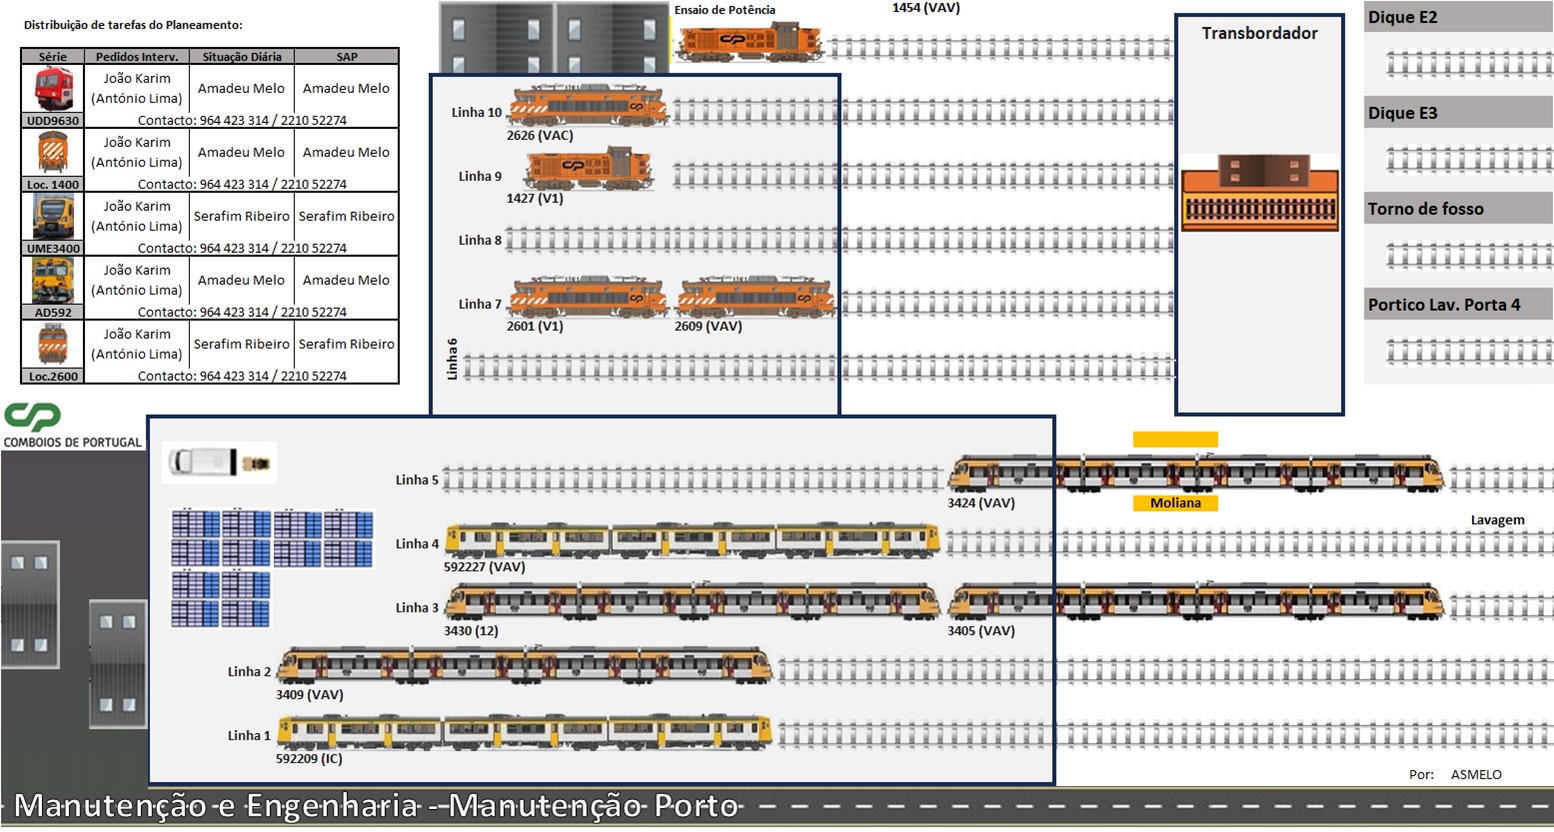 Distribuição de tarefas do Planeamento:
Série Pedidos Interv. Situação Diária SAP
João Karim
(António Lima) Amadeu Melo Amadeu Melo
UDD9630 Contacto: 964 423 314 / 2210 52274
João Karim
(António Lima) Amadeu Melo Amadeu Melo
Loc. 1400 Contacto: 964 423 314 / 2210 52274
João Karim
(António Lima) Serafim Ribeiro Serafim Ribeiro
UME3400 Contacto: 964 423 314 / 2210 52274
João Karim
(António Lima) Amadeu Melo Amadeu Melo
AD592 Contacto: 964 423 314 / 2210 52274
João Karim
(António Lima) Serafim Ribeiro Serafim Ribeiro
Loc.2600 Contacto: 964 423 314 / 2210 52274
Ensaio de Potência
1454 (VAV)
Linha 10
2626 (VAC)
Linha 9
1427 (V1)
Linha 8
Linha 7
2601 (V1) 2609 (VAV)
Linha 6
Transbordador
Dique E2
Dique E3
Torno de fosso
Portico Lav. Porta 4
CP
COMBOIOS DE PORTUGAL
Linha 5
3424 (VAV)
Moliana
Lavagem
Linha 4
592227 (VAV)
Linha 3
3430 (12) 3405 (VAV)
Linha 2
3409 (VAV)
Linha 1
592209 (IC)
Por: ASMELO
Manutenção e Engenharia - Manutenção Porto